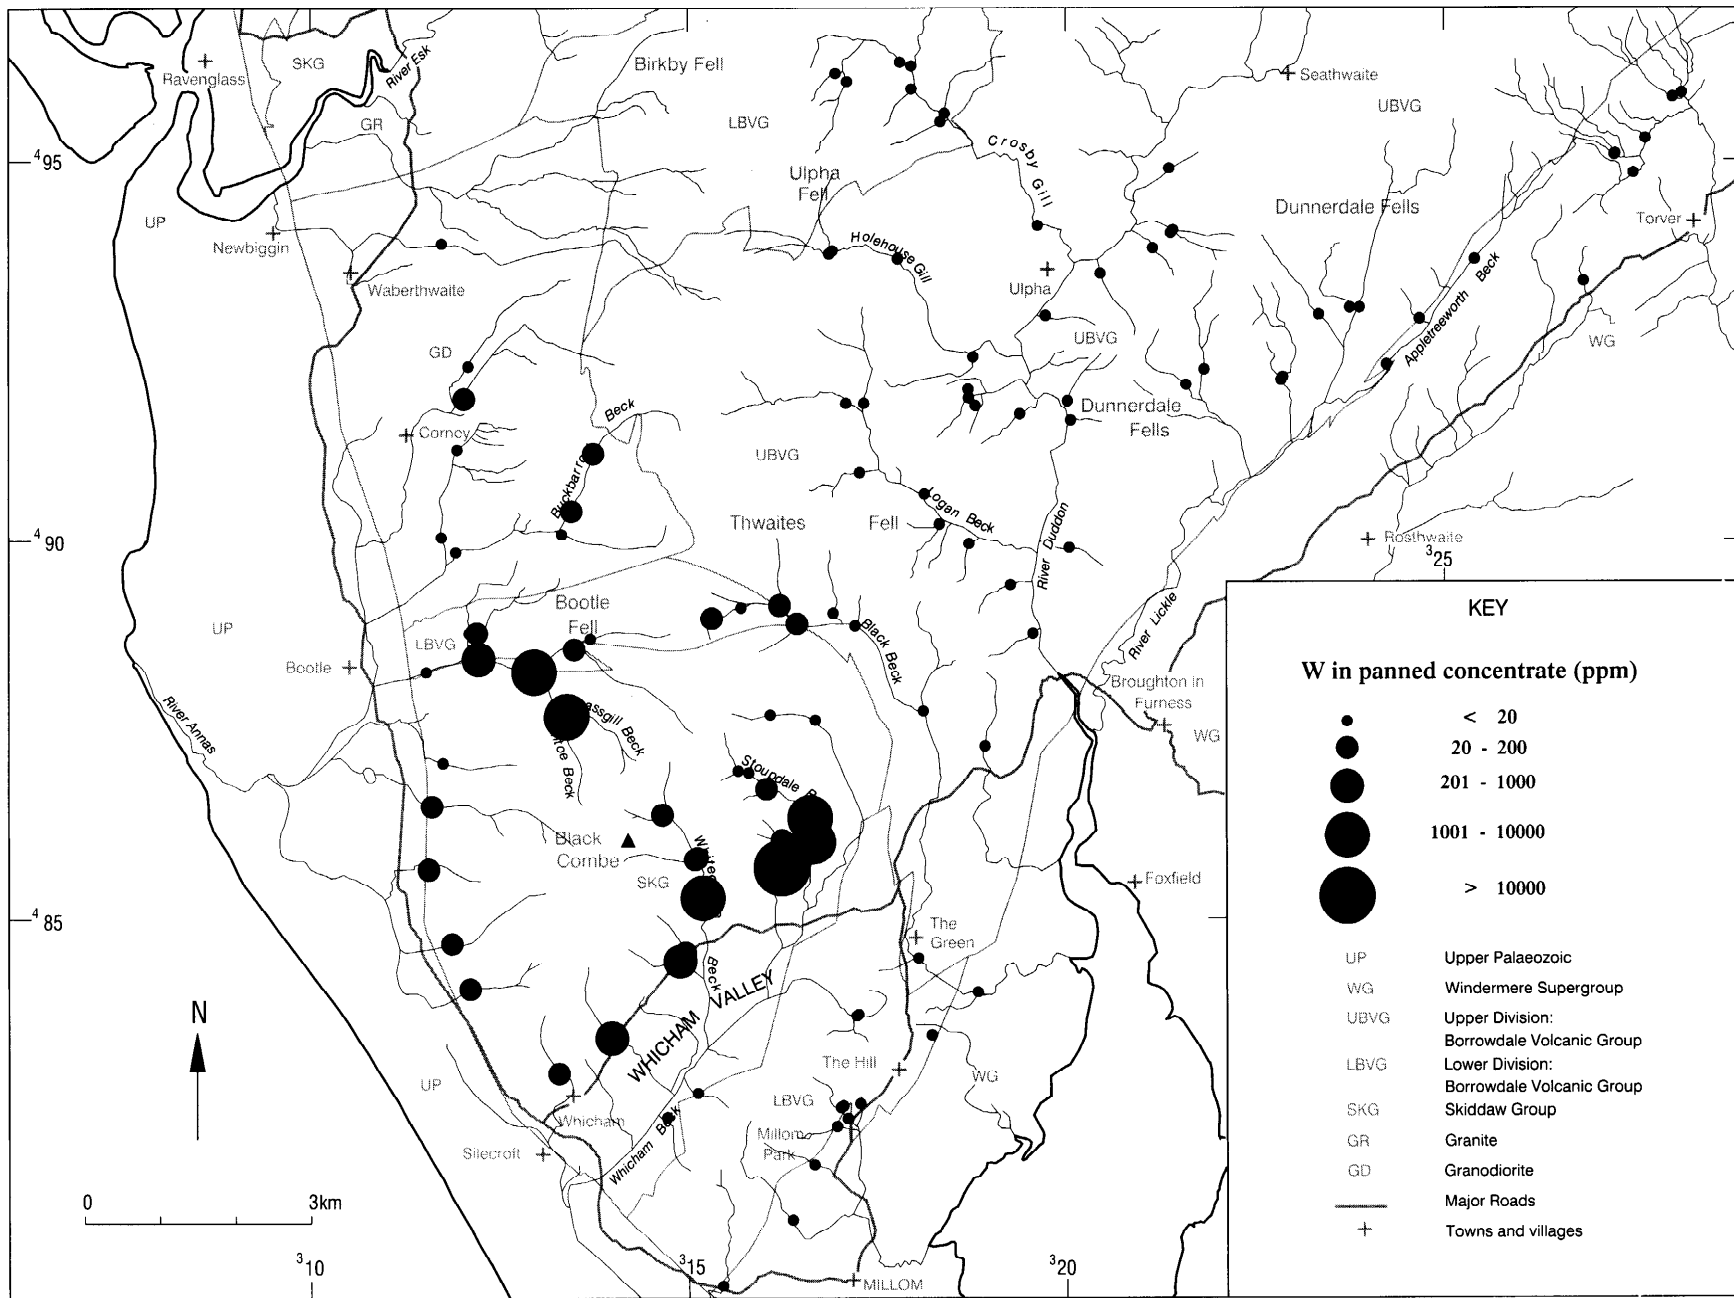 Ravenglass
SKG
River Esk
Birkby Fell
Seathwaite
UBVG
GR
LBVG
Crosby Gill
495
Ulpha
Fell
Dunnerdale Fells
UP
Torver
Newbiggin
Holehouse Gill
Waberthwaite
Ulpha
Appletreeworth Beck
GD
UBVG
WG
Beck
Dunnerdale
Fells
Corney
UBVG
Buckbarro
Logan Beck
Thwaites
Fell
River Duddon
490
Rosthwaite
325
Bootle
Fell
UP
LBVG
Black Beck
River Lickle
Bootle
Broughton in
Furness
River Annas
assgill Beck
WG
Beck
Stoupdale
Black
Combe
SKG
Foxfield
485
The
Green
Beck
N
WHICHAM VALLEY
The Hill
WG
UP
LBVG
Whicham
Millom
Park
Silecroft
Whicham Beck
0
3km
310
315
320
MILLOM
KEY
W in panned concentrate (ppm)
< 20
20 - 200
201 - 1000
1001 - 10000
> 10000
UP Upper Palaeozoic
WG Windermere Supergroup
UBVG Upper Division:
Borrowdale Volcanic Group
LBVG Lower Division:
Borrowdale Volcanic Group
SKG Skiddaw Group
GR Granite
GD Granodiorite
Major Roads
Towns and villages